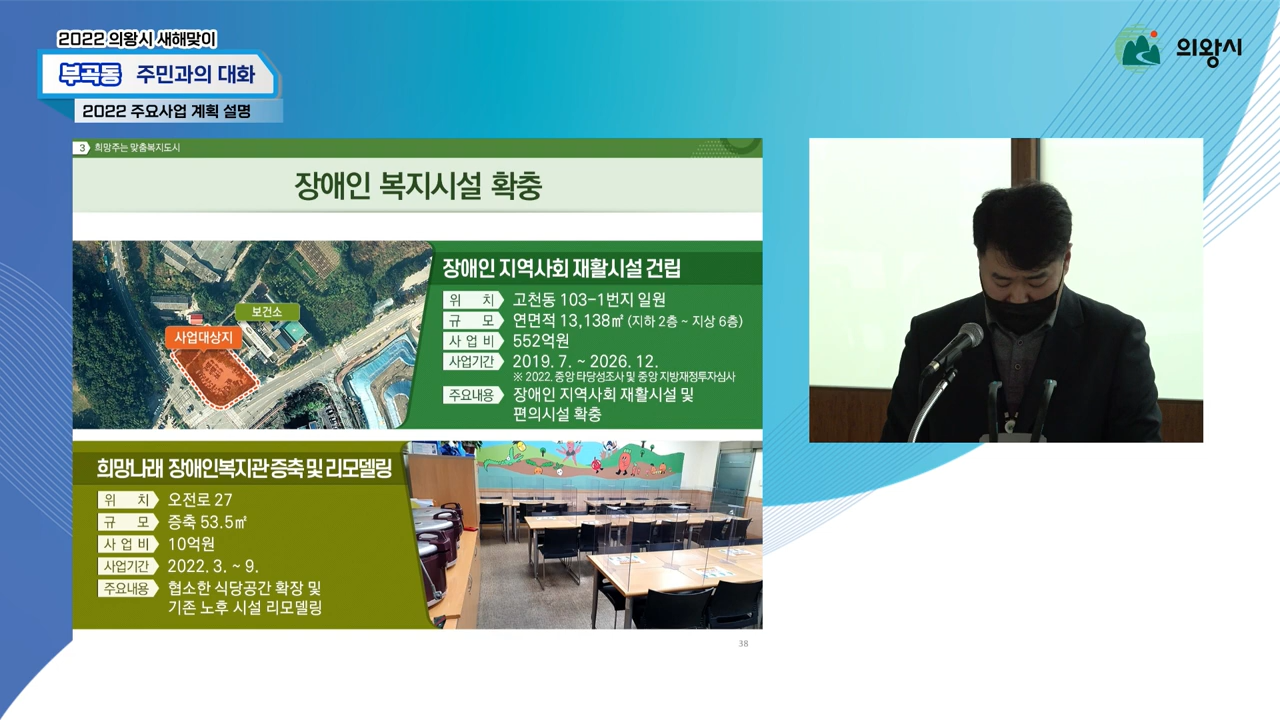 2022 의왕시 새해맞이
부곡동 주민과의 대화
2022 주요사업 계획 설명
의왕시
3 희망주는 맞춤복지도시
장애인 복지시설 확충
보건소
사업대상지
장애인 지역사회 재활시설 건립
위 치 고천동 103-1번지 일원
규 모 연면적 13,138㎡ (지하 2층 ~ 지상 6층)
사 업 비 552억원
사업기간 2019. 7. ~ 2026. 12.
※ 2022. 중앙 타당성조사 및 중앙 지방재정투자심사
주요내용 장애인 지역사회 재활시설 및
편의시설 확충
희망나래 장애인복지관 증축 및 리모델링
위 치 오전로 27
규 모 증축 53.5㎡
사 업 비 10억원
사업기간 2022. 3. ~ 9.
주요내용 협소한 식당공간 확장 및
기존 노후 시설 리모델링
38